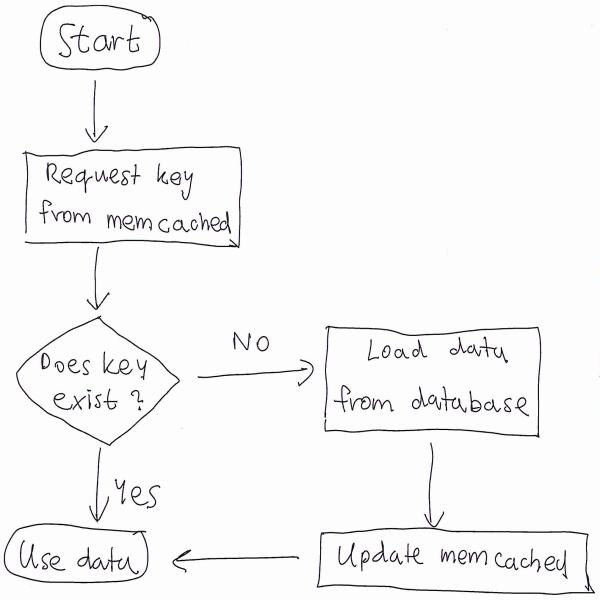 Start
Request key
from memcached
Does key
exist?
NO
Load data
from database
Yes
Use data
Update memcached